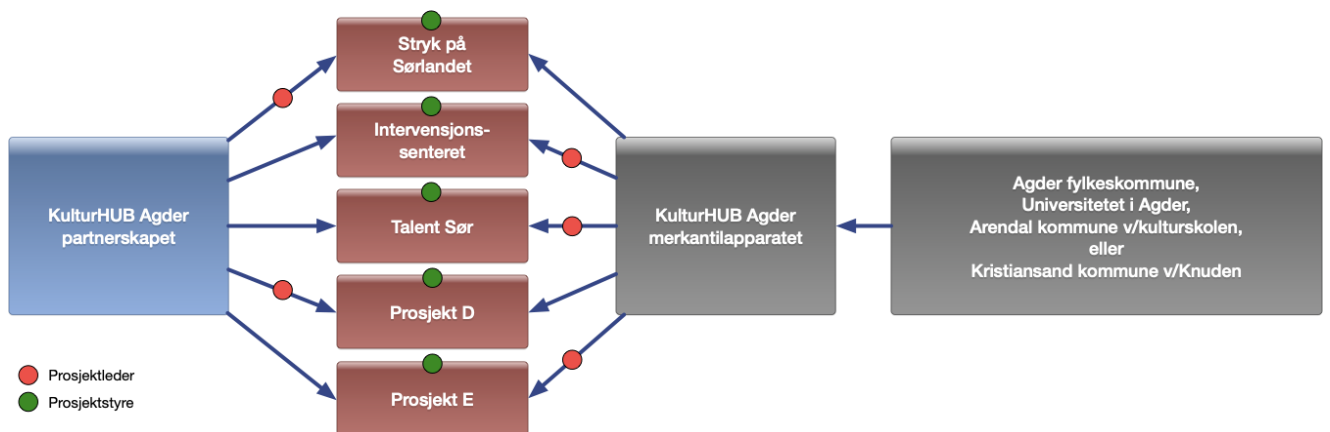 Stryk på
Sørlandet
Intervensjons-
senteret
KulturHUB Agder
partnerskapet
Talent Sør
KulturHUB Agder
merkantilapparatet
Agder fylkeskommune,
Universitetet i Agder,
Arendal kommune v/kulturskolen,
eller
Kristiansand kommune v/Knuden
Prosjekt D
Prosjekt E
Prosjektleder
Prosjektstyre